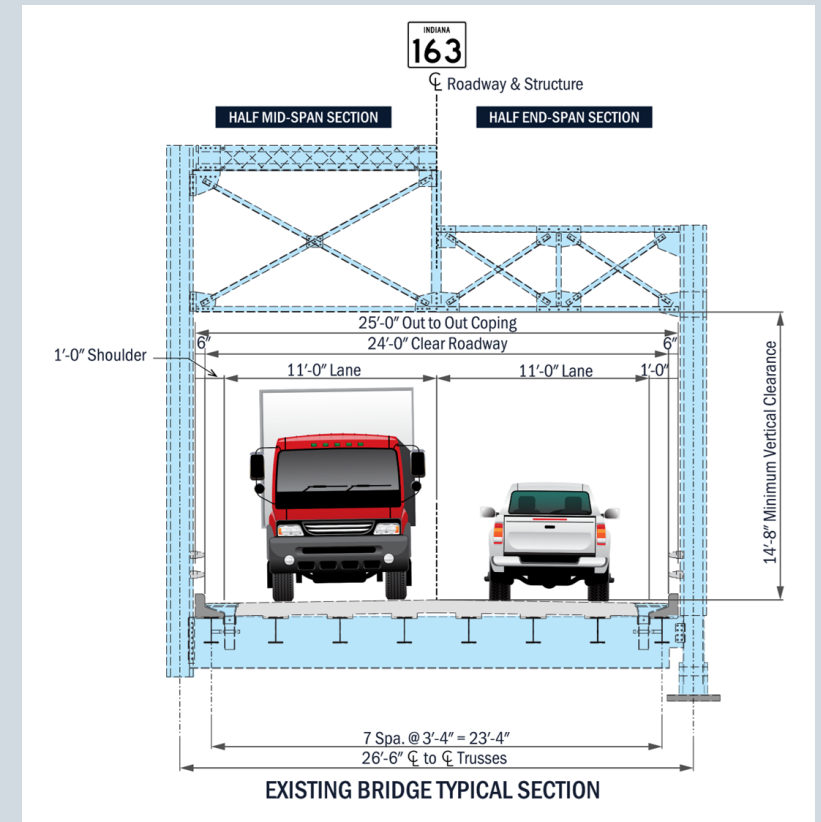 INDIANA
163
℄ Roadway & Structure
HALF MID-SPAN SECTION
HALF END-SPAN SECTION
25'-0" Out to Out Coping
6"
24'-0" Clear Roadway
6"
1'-0" Shoulder
11'-0" Lane
11'-0" Lane
1'-0"
14'-8" Minimum Vertical Clearance
7 Spa. @ 3'-4" = 23'-4"
26'-6" ℄ to ℄ Trusses
EXISTING BRIDGE TYPICAL SECTION